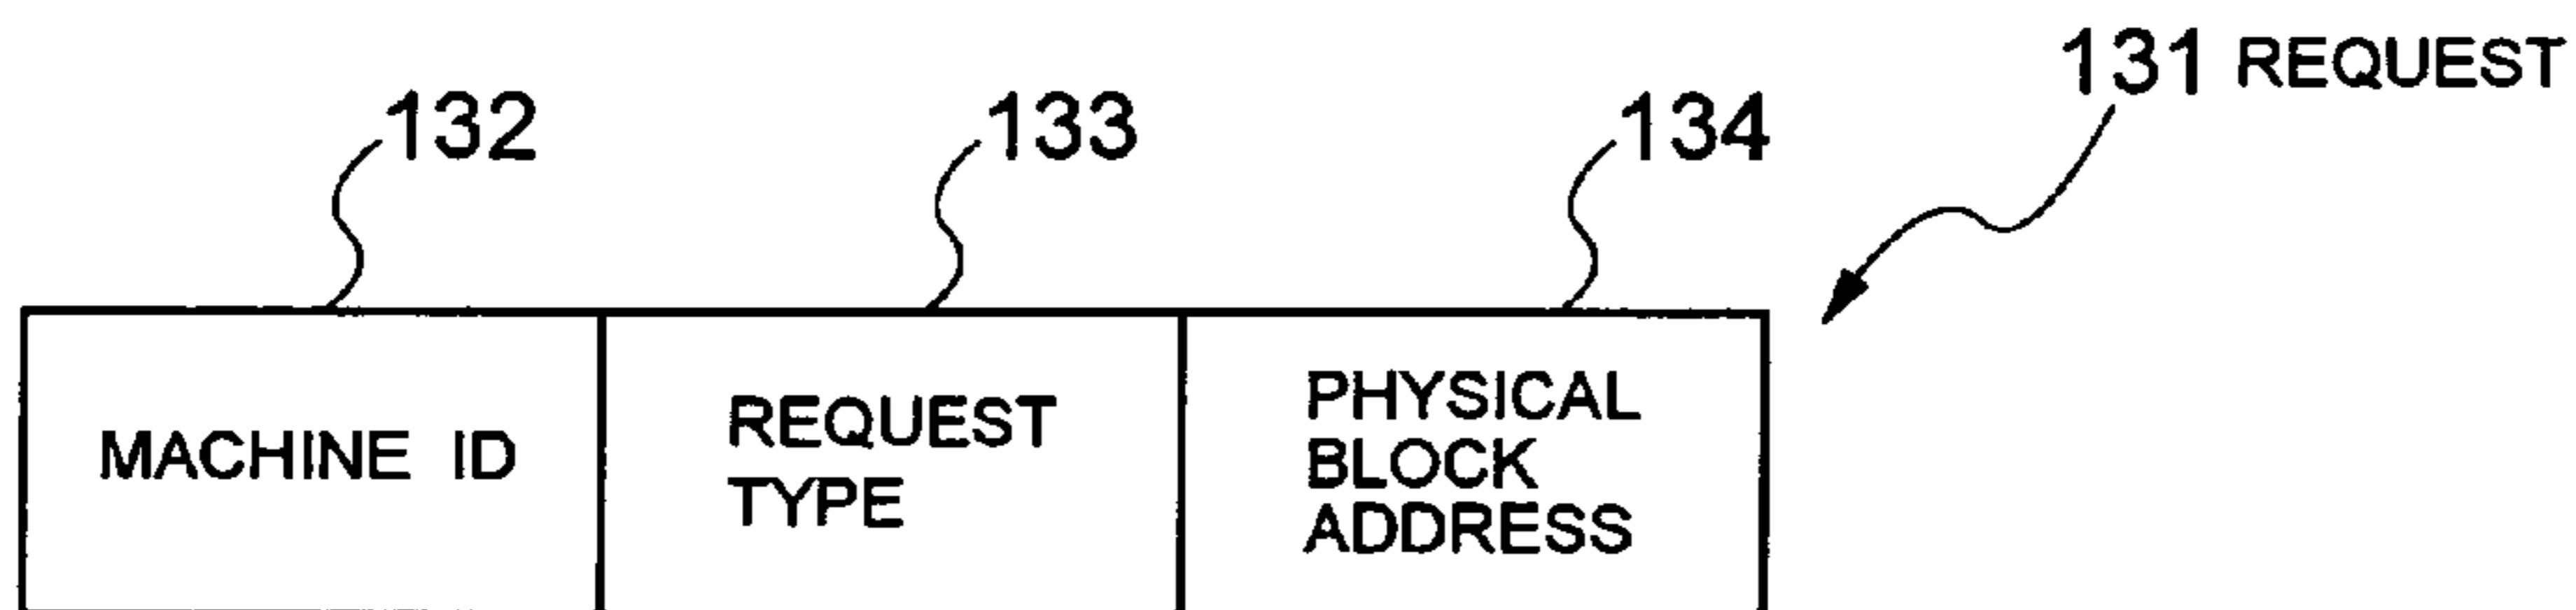 131 REQUEST
132
133
134
MACHINE ID
REQUEST
TYPE
PHYSICAL
BLOCK
ADDRESS